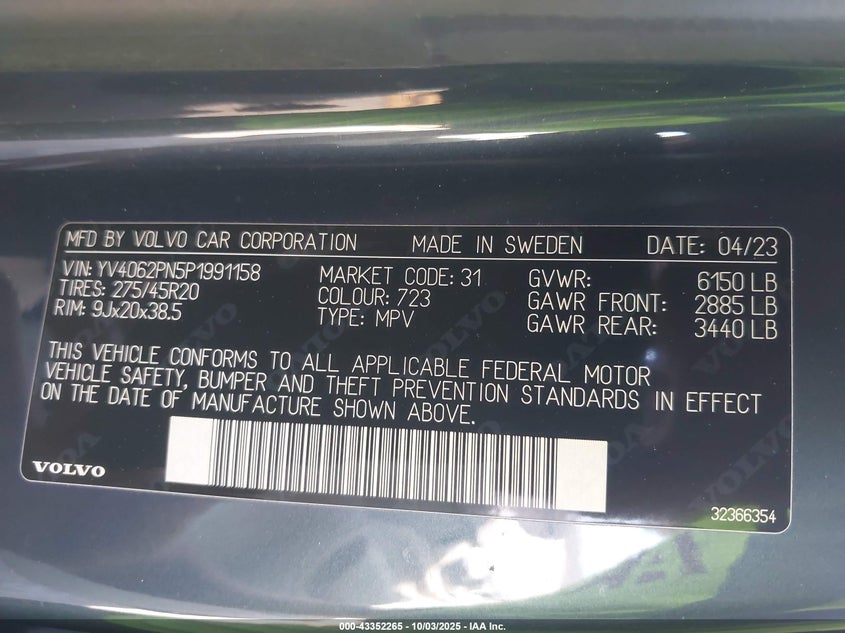 MFD BY VOLVO CAR CORPORATION MADE IN SWEDEN DATE: 04/23
VIN: YV4062PN5P1991158 MARKET CODE: 31 GVWR: 6150 LB
TIRES: 275/45R20 COLOUR: 723 GAWR FRONT: 2885 LB
RIM: 9Jx20x38.5 TYPE: MPV GAWR REAR: 3440 LB
THIS VEHICLE CONFORMS TO ALL APPLICABLE FEDERAL MOTOR
VEHICLE SAFETY, BUMPER AND THEFT PREVENTION STANDARDS IN EFFECT
ON THE DATE OF MANUFACTURE SHOWN ABOVE.
VOLVO
32366354
000-43352265 - 10/03/2025 - IAA Inc.